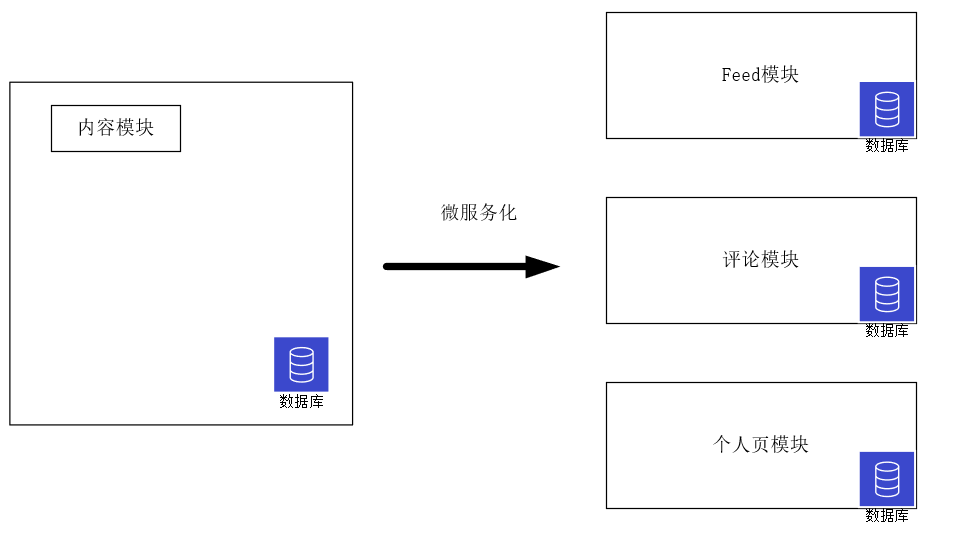 内容模块
数据库
微服务化
Feed模块
数据库
评论模块
数据库
个人页模块
数据库